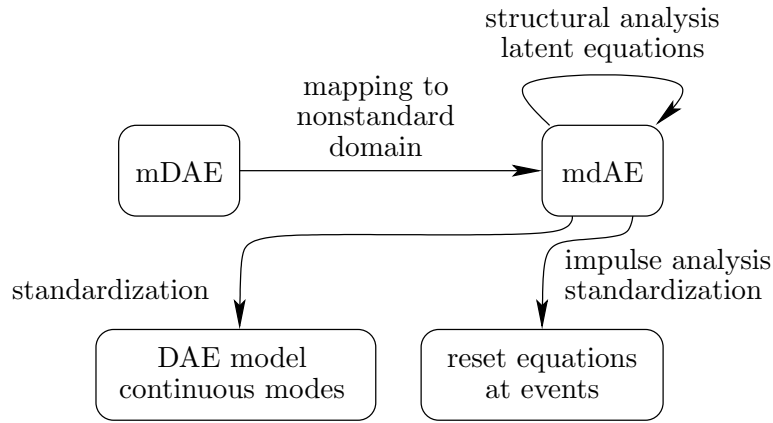 structural analysis
latent equations
mapping to
nonstandard
domain
mDAE
mdAE
standardization
impulse analysis
standardization
DAE model
continuous modes
reset equations
at events